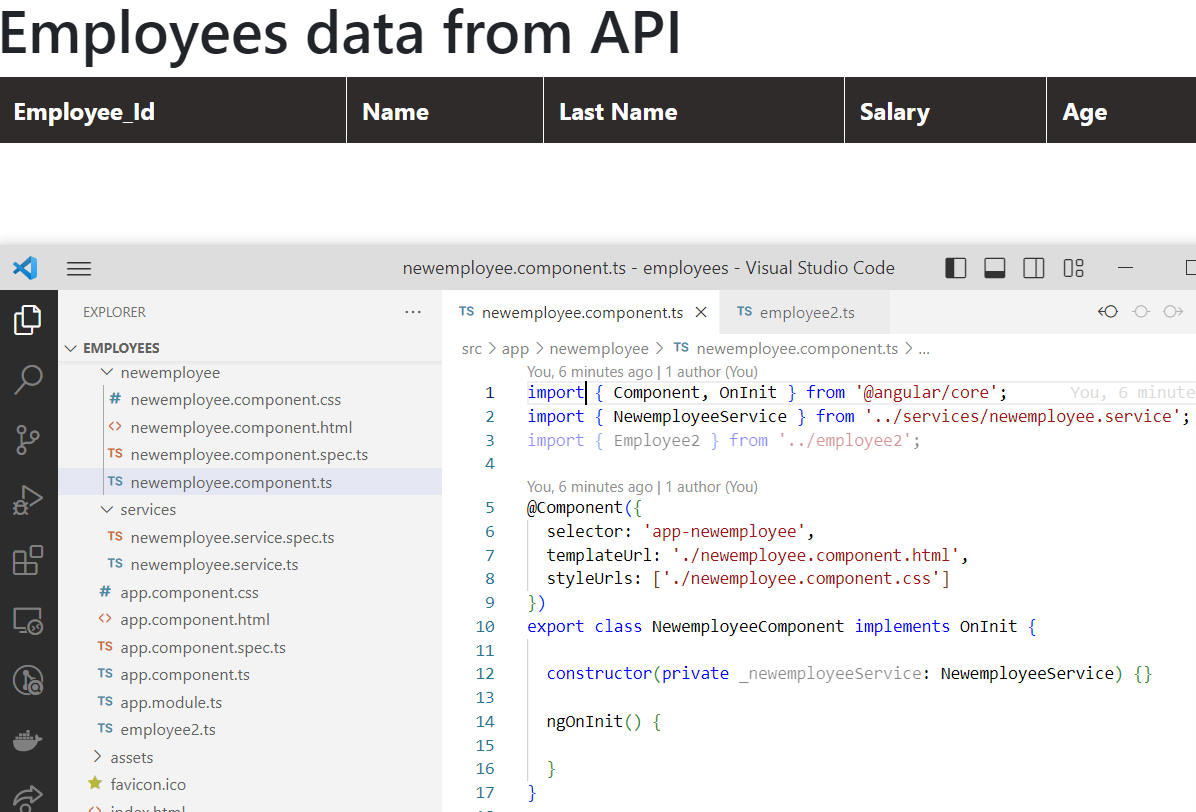 Employees data from API
Employee_Id Name Last Name Salary Age
newemployee.component.ts - employees - Visual Studio Code
EXPLORER ...
TS newemployee.component.ts TS employee2.ts
EMPLOYEES
src > app > newemployee > TS newemployee.component.ts > ...
newemployee
# newemployee.component.css
<> newemployee.component.html
TS newemployee.component.spec.ts
TS newemployee.component.ts
services
TS newemployee.service.spec.ts
TS newemployee.service.ts
# app.component.css
<> app.component.html
TS app.component.spec.ts
TS app.component.ts
TS app.module.ts
TS employee2.ts
> assets
favicon.ico
<> index.html
You, 6 minutes ago | 1 author (You)
1 import { Component, OnInit } from '@angular/core'; You, 6 minute
2 import { NewemployeeService } from '../services/newemployee.service';
3 import { Employee2 } from '../employee2';
4
You, 6 minutes ago | 1 author (You)
5 @Component({
6 selector: 'app-newemployee',
7 templateUrl: './newemployee.component.html',
8 styleUrls: ['./newemployee.component.css']
9 })
10 export class NewemployeeComponent implements OnInit {
11
12 constructor(private _newemployeeService: NewemployeeService) {}
13
14 ngOnInit() {
15
16 }
17 }